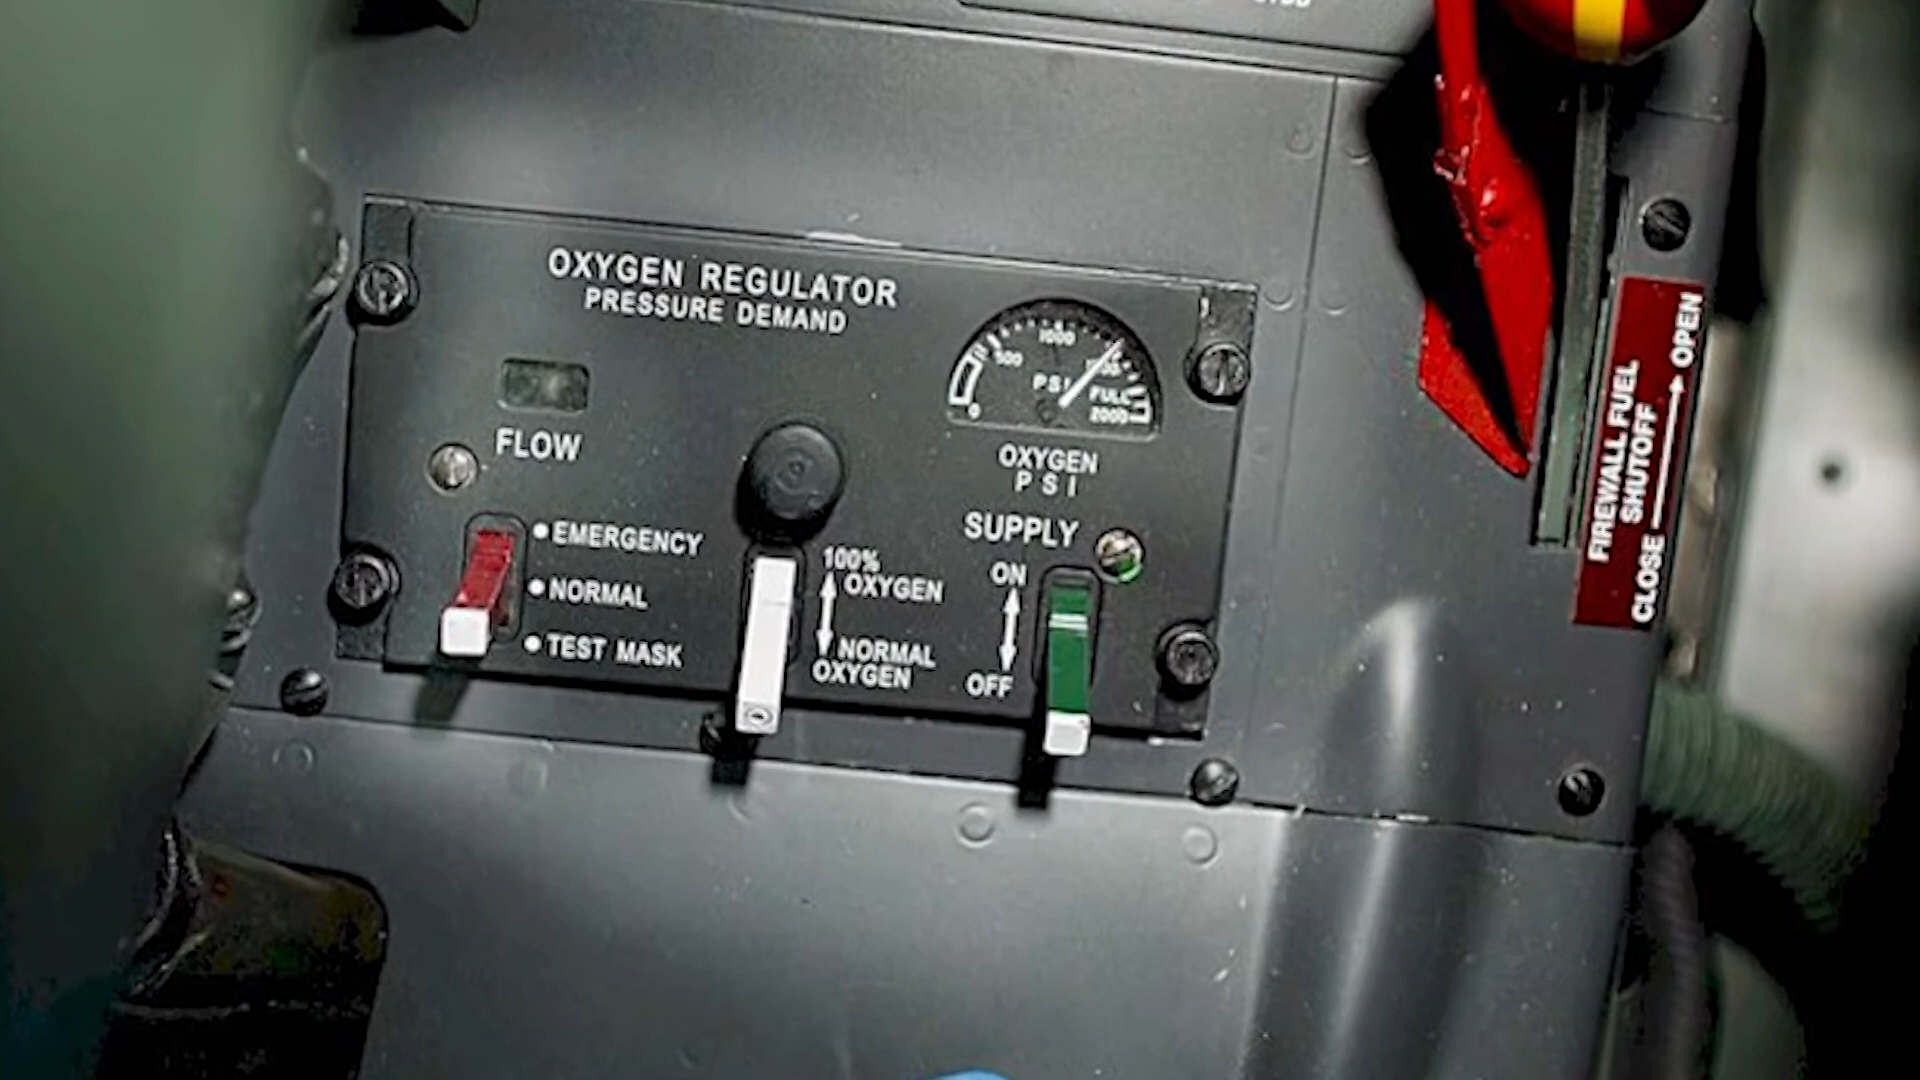 OXYGEN REGULATOR
PRESSURE DEMAND
500
1000
PSI
FULL
0
2000
FLOW
OXYGEN
PSI
SUPPLY
EMERGENCY
NORMAL
TEST MASK
100%
OXYGEN
NORMAL
OXYGEN
ON
OFF
FIREWALL FUEL
SHUTOFF
CLOSE OPEN